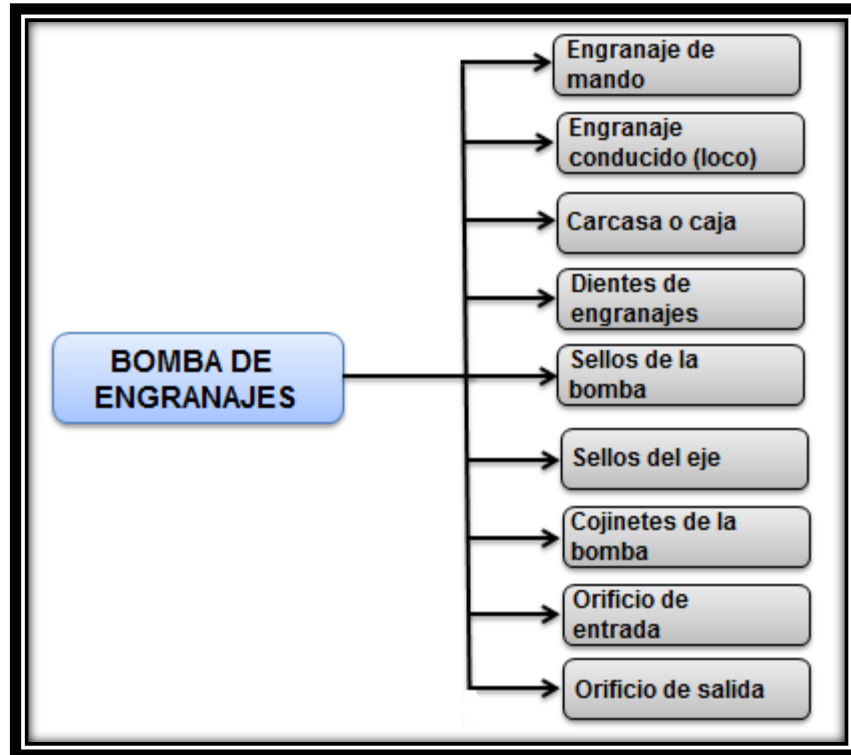 BOMBA DE
ENGRANAJES
Engranaje de
mando
Engranaje
conducido (loco)
Carcasa o caja
Dientes de
engranajes
Sellos de la
bomba
Sellos del eje
Cojinetes de la
bomba
Orificio de
entrada
Orificio de salida